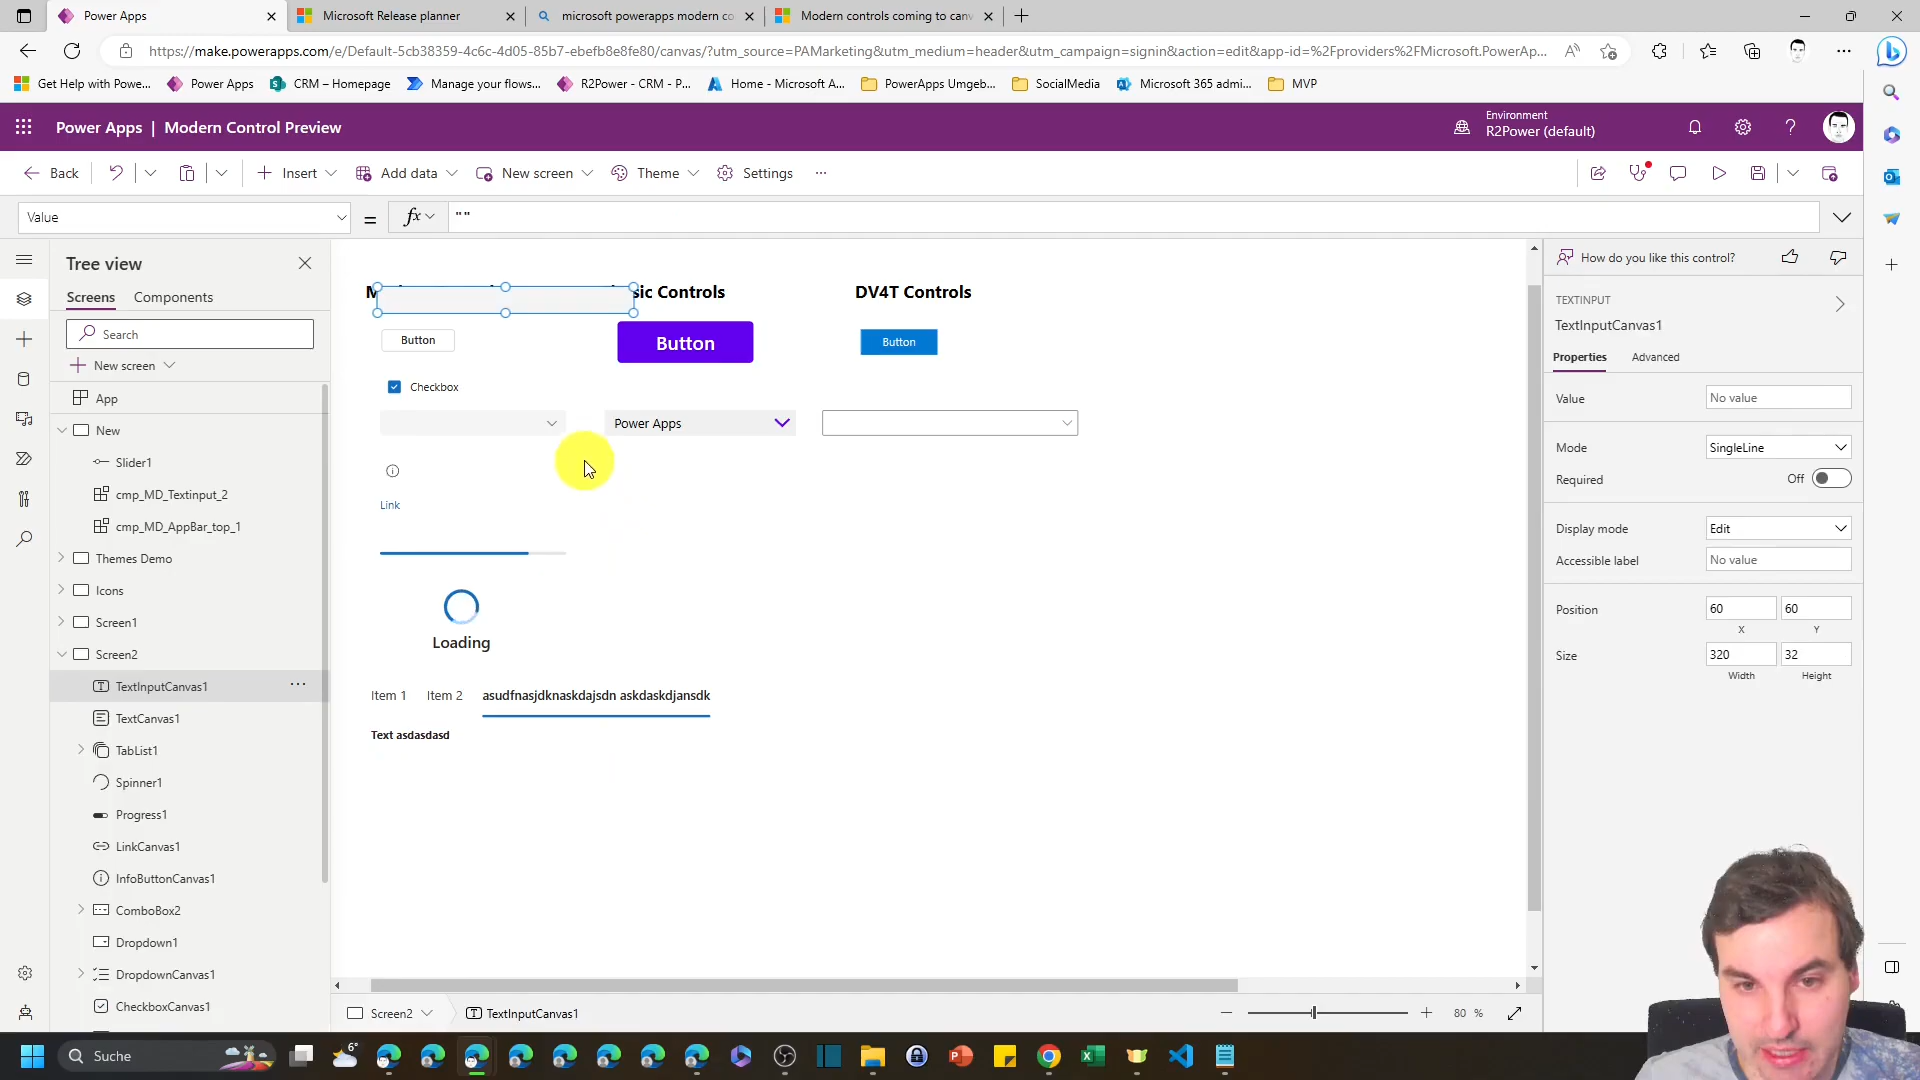 Power Apps
Microsoft Release planner
microsoft powerapps modern co
Modern controls coming to canv
https://make.powerapps.com/e/Default-5cb38359-4c6c-4d05-85b7-ebefb8e8fe80/canvas/?utm_source=PAMarketing&utm_medium=header&utm_campaign=signin&action=edit&app-id=%2Fproviders%2FMicrosoft.PowerAp...
Get Help with Powe...
Power Apps
CRM – Homepage
Manage your flows...
R2Power - CRM - P...
Home - Microsoft A...
PowerApps Umgeb...
SocialMedia
Microsoft 365 admi...
MVP
Power Apps | Modern Control Preview
Environment
R2Power (default)
Back
Insert
Add data
New screen
Theme
Settings
Value
=
fx
""
Tree view
Screens
Components
Search
New screen
App
New
Slider1
cmp_MD_Textinput_2
cmp_MD_AppBar_top_1
Themes Demo
Icons
Screen1
Screen2
TextInputCanvas1
TextCanvas1
TabList1
Spinner1
Progress1
LinkCanvas1
InfoButtonCanvas1
ComboBox2
Dropdown1
DropdownCanvas1
CheckboxCanvas1
sic Controls
DV4T Controls
Button
Button
Button
Checkbox
Power Apps
Link
Loading
Item 1
Item 2
asudfnasjdknaskdajsdn askdaskdjansdk
Text asdasdasd
How do you like this control?
TEXTINPUT
TextInputCanvas1
Properties
Advanced
Value
No value
Mode
SingleLine
Required
Off
Display mode
Edit
Accessible label
No value
Position
60
60
X
Y
Size
320
32
Width
Height
Screen2
TextInputCanvas1
80 %
Suche
6°